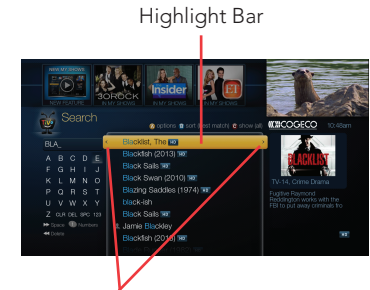 Highlight Bar
NEW MY SHOWS
30ROCK
Insider
ET
NEW FEATURE
IN MY SHOWS
IN MY SHOWS
IN MY SHOWS
TiVo
Search
A options B sort (best match) C show (all)
COGECO 10:48am
BLA_
A B C D E
F G H I J
K L M N O
P Q R S T
U V W X Y
Z CLR DEL SPC 123
Space Numbers
Delete
Blacklist, The HD
Blackfish (2013) HD
Black Sails HD
Black Swan (2010) HD
Blazing Saddles (1974) HD
black-ish
Black Sails HD
Jamie Blackley
Blackfish (2013) HD
BLACKLIST
TV-14, Crime Drama
Fugitive Raymond
Reddington works with the
FBI to put away criminals fro
HD